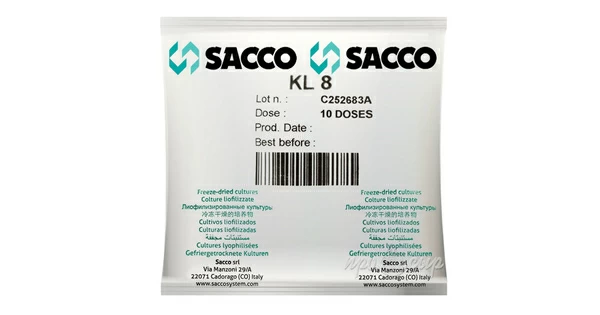 SACCO SACCO
KL 8
Lot n. : C252683A
Dose : 10 DOSES
Prod. Date :
Best before :
Freeze-dried cultures Freeze-dried cultures
Culture liofilizzate Culture liofilizzate
Лиофилизированные культуры Лиофилизированные культуры
冷冻干燥的培养物 冷冻干燥的培养物
Cultivos liofilizados Cultivos liofilizados
Culturas liofilizadas Culturas liofilizadas
مستنبتات مجففة مستنبتات مجففة
Cultures lyophilisées Cultures lyophilisées
Gefriergetrocknete Kulturen Gefriergetrocknete Kulturen
Sacco srl Sacco srl
Via Manzoni 29/A Via Manzoni 29/A
22071 Cadorago (CO) Italy 22071 Cadorago (CO) Italy
www.saccosystem.com www.saccosystem.com